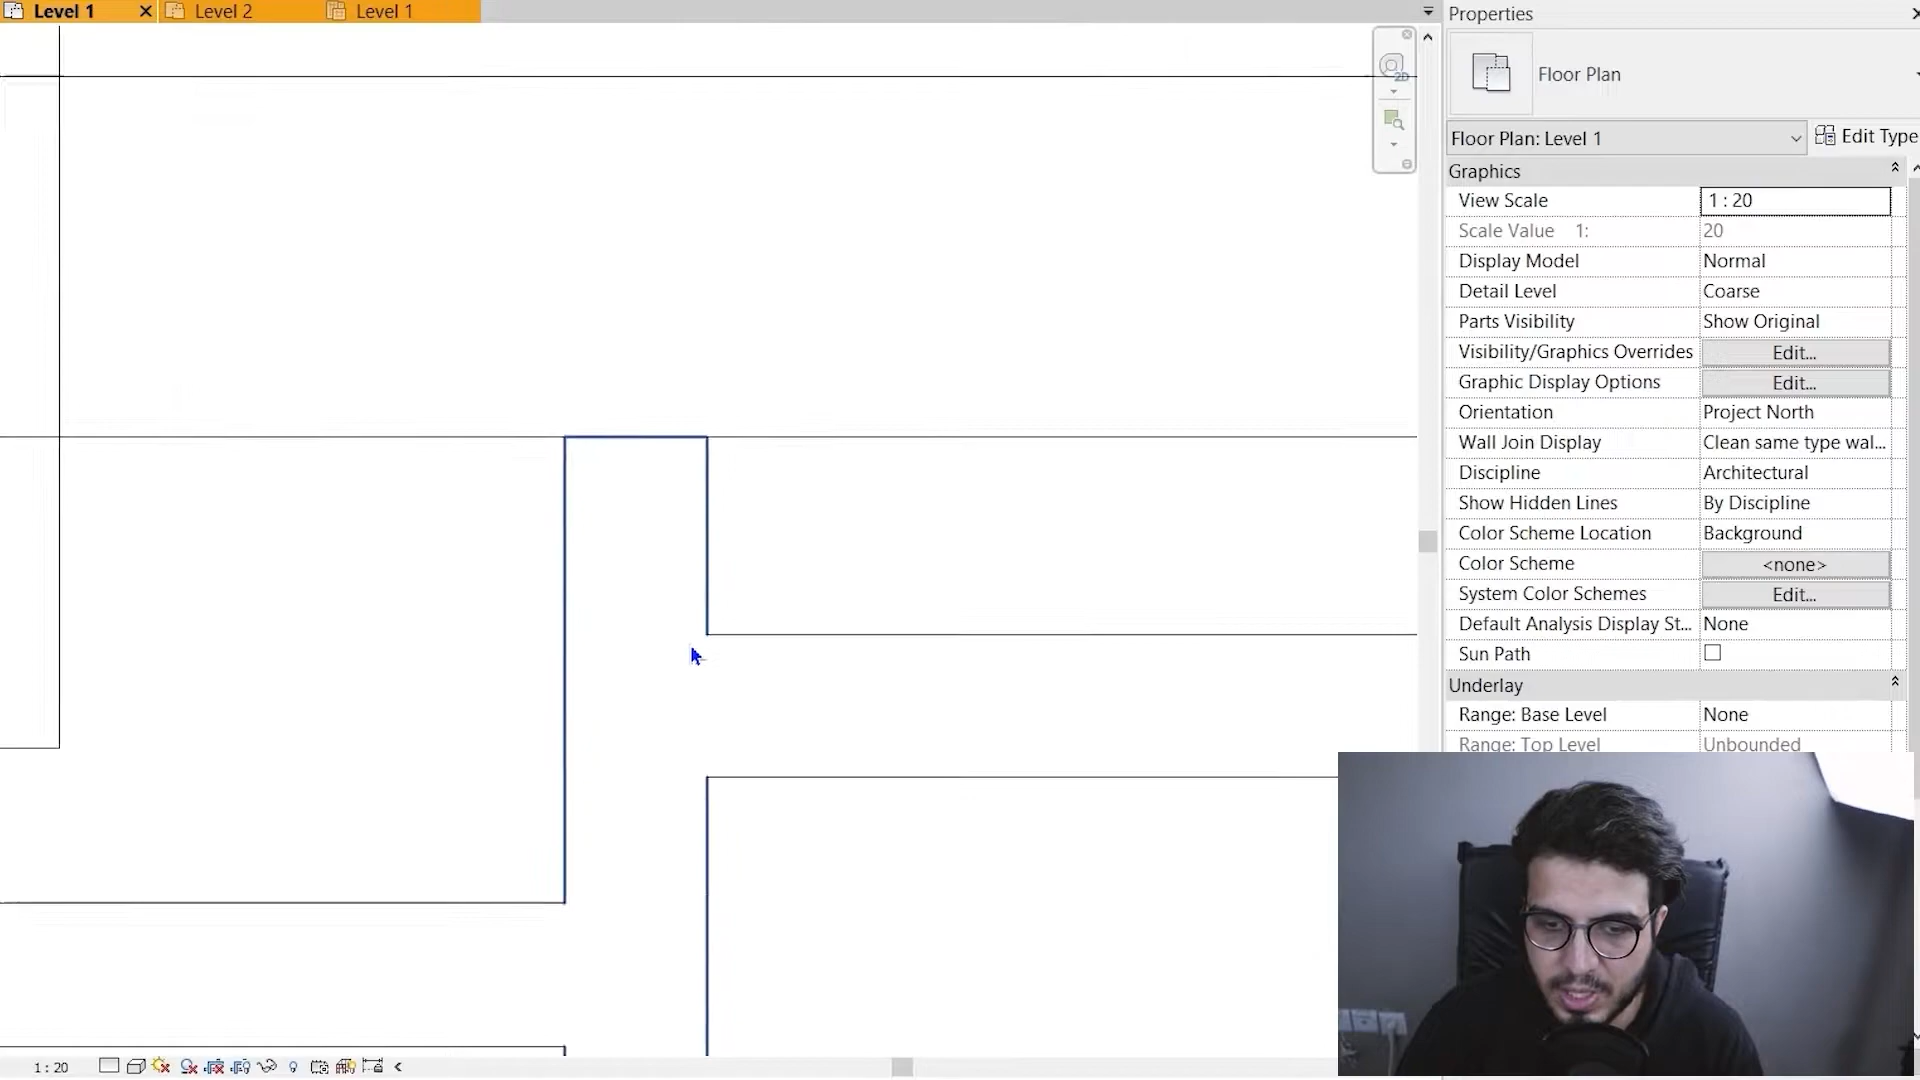 Level 1
Level 2
Level 1
Properties
2D
Floor Plan
Floor Plan: Level 1
Edit Type
Graphics
View Scale 1 : 20
Scale Value 1: 20
Display Model Normal
Detail Level Coarse
Parts Visibility Show Original
Visibility/Graphics Overrides Edit...
Graphic Display Options Edit...
Orientation Project North
Wall Join Display Clean same type wal...
Discipline Architectural
Show Hidden Lines By Discipline
Color Scheme Location Background
Color Scheme <none>
System Color Schemes Edit...
Default Analysis Display St... None
Sun Path
Underlay
Range: Base Level None
Range: Top Level Unbounded
1 : 20